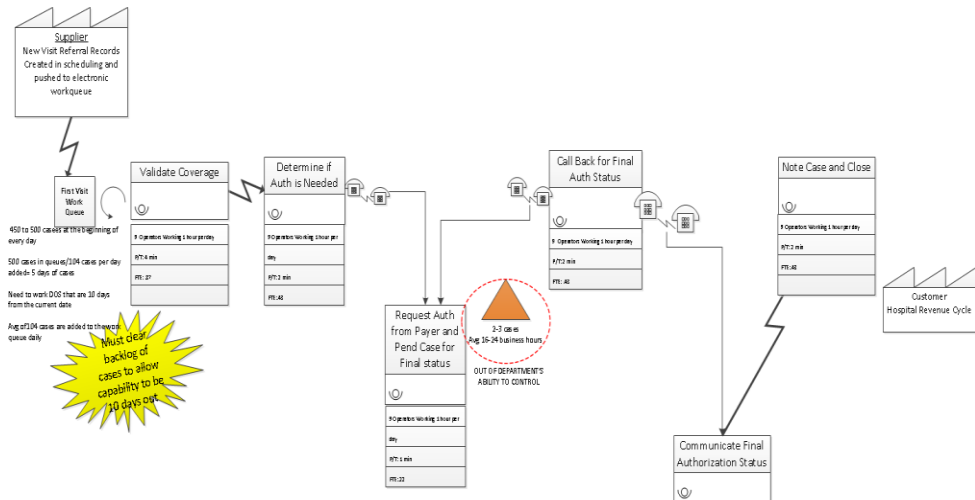 Supplier
New Visit Referral Records
Created in scheduling and
pushed to electronic
workqueue
First Visit
Work
Queue
450 to 500 casees at the beginning of
every day
500 cases in queues/104 cases per day
added= 5 days of cases
Need to work DOS that are 10 days
from the current date
Avg of 104 cases are added to the work
queue daily
Must clear
backlog of
cases to allow
capability to be
10 days out
Validate Coverage
9 Operators Working 1 hour per day
P/T: 4 min
FTE: .27
Determine if
Auth is Needed
9 Operators Working 1 hour per
day
P/T: 2 min
FTE: .48
Request Auth
from Payer and
Pend Case for
Final status
9 Operators Working 1 hour per
day
P/T: 1 min
2-3 cases
Avg 16-24 business hours
OUT OF DEPARTMENT'S
ABILITY TO CONTROL
Call Back for Final
Auth Status
9 Operators Working 1 hour per day
P/T: 2 min
FTE: .48
Communicate Final
Authorization Status
Note Case and Close
9 Operators Working 1 hour per day
P/T: 2 min
FTE: .48
Customer
Hospital Revenue Cycle